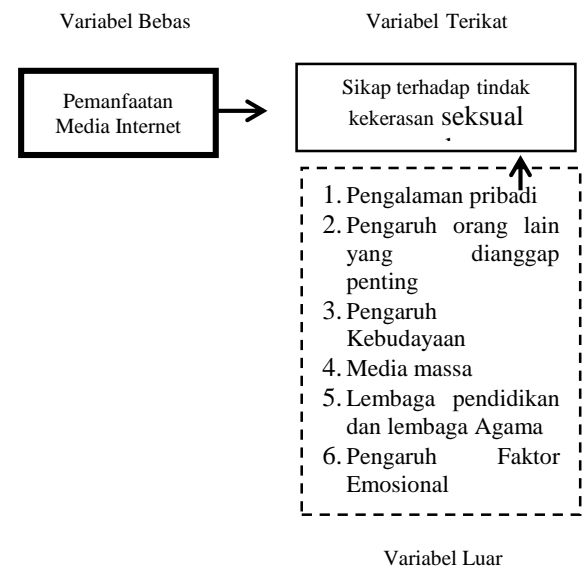 Variabel Bebas
Variabel Terikat
Pemanfaatan
Media Internet
Sikap terhadap tindak
kekerasan seksual
1. Pengalaman pribadi
2. Pengaruh orang lain
yang dianggap
penting
3. Pengaruh
Kebudayaan
4. Media massa
5. Lembaga pendidikan
dan lembaga Agama
6. Pengaruh Faktor
Emosional
Variabel Luar